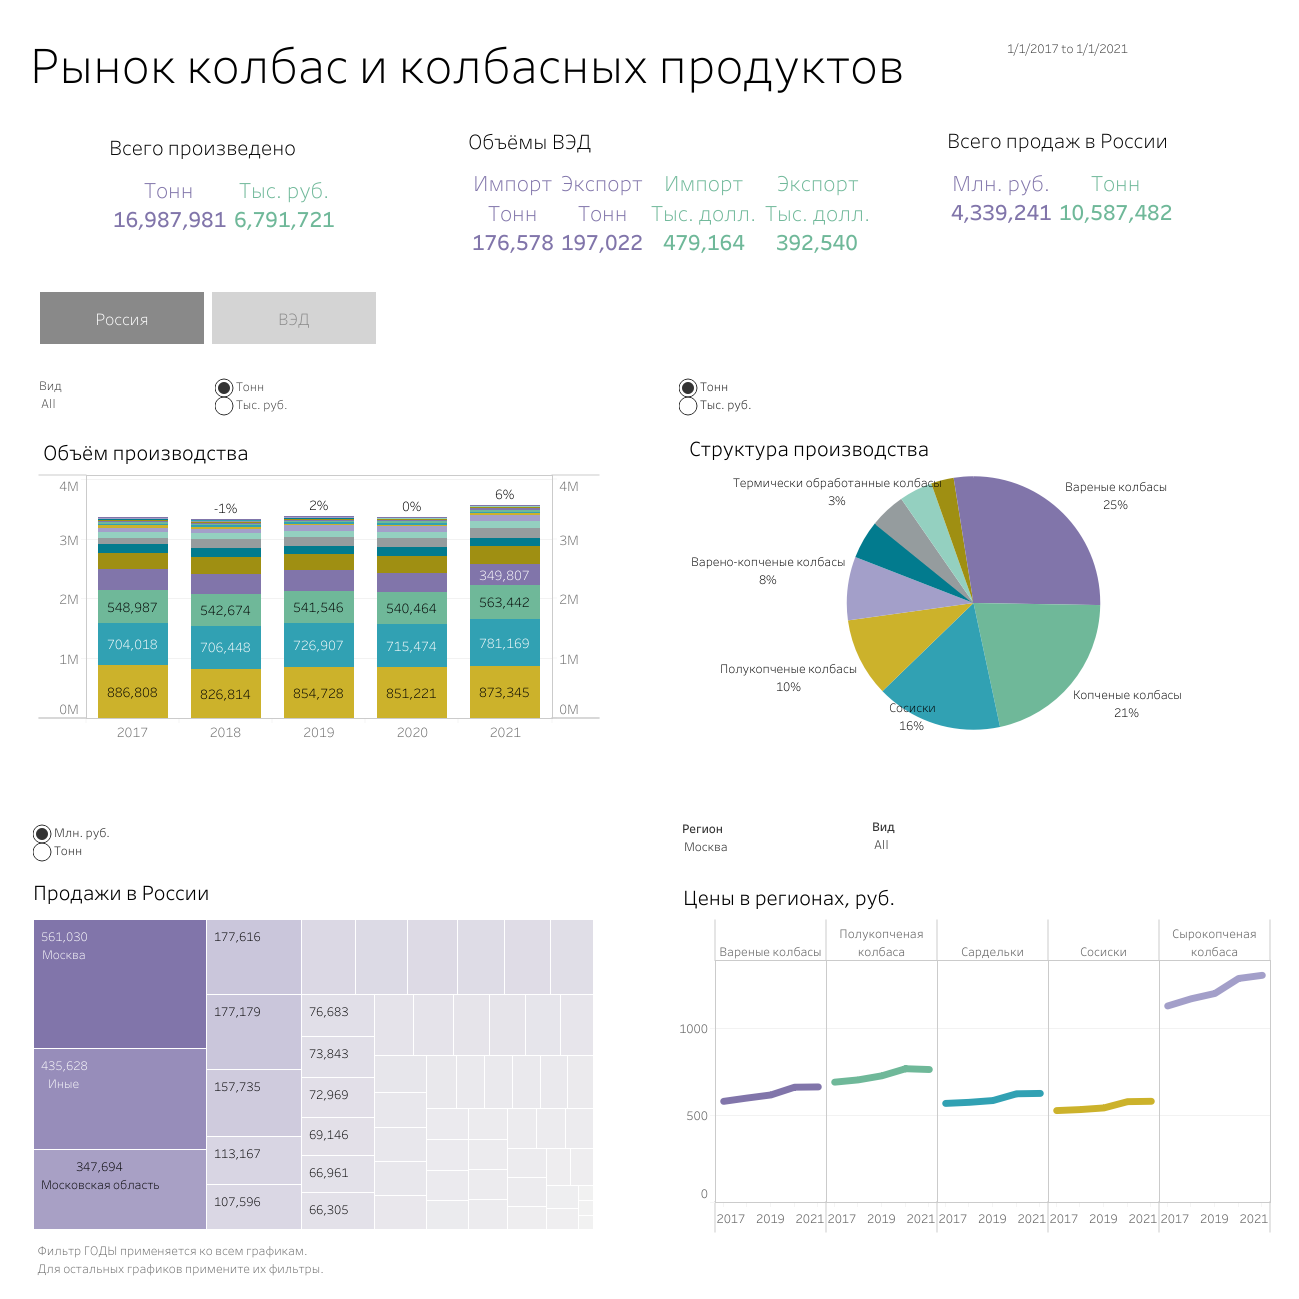 Рынок колбас и колбасных продуктов
1/1/2017 to 1/1/2021
Всего произведено
Тонн Тыс. руб.
16,987,981 6,791,721
Объёмы ВЭД
Импорт Экспорт Импорт Экспорт
Тонн Тонн Тыс. долл. Тыс. долл.
176,578 197,022 479,164 392,540
Всего продаж в России
Млн. руб. Тонн
4,339,241 10,587,482
Россия
ВЭД
Вид
All
Тонн
Тыс. руб.
Объём производства
4M 4M
3M 3M
2M 2M
1M 1M
0M 0M
-1% 2% 0% 6%
349,807
548,987 542,674 541,546 540,464 563,442
704,018 706,448 726,907 715,474 781,169
886,808 826,814 854,728 851,221 873,345
2017 2018 2019 2020 2021
Тонн
Тыс. руб.
Структура производства
Термически обработанные колбасы
3%
Вареные колбасы
25%
Варено-копченые колбасы
8%
Полукопченые колбасы
10%
Сосиски
16%
Копченые колбасы
21%
Млн. руб.
Тонн
Продажи в России
561,030
Москва
435,628
Иные
347,694
Московская область
177,616
177,179
157,735
113,167
107,596
76,683
73,843
72,969
69,146
66,961
66,305
Фильтр ГОДЫ применяется ко всем графикам.
Для остальных графиков примените их фильтры.
Регион
Москва
Вид
All
Цены в регионах, руб.
Вареные колбасы
Полукопченая
колбаса
Сардельки
Сосиски
Сырокопченая
колбаса
1000
500
0
2017 2019 2021 2017 2019 2021 2017 2019 2021 2017 2019 2021 2017 2019 2021